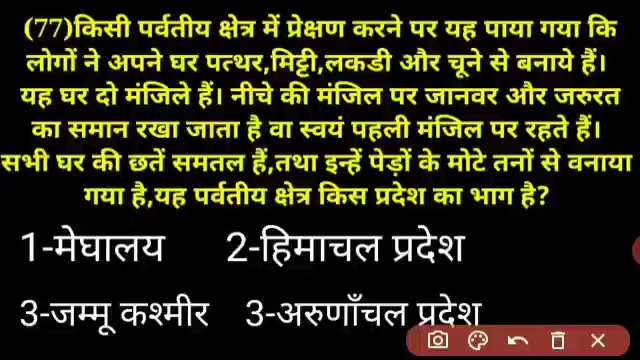 (77)किसी पर्वतीय क्षेत्र में प्रेक्षण करने पर यह पाया गया कि
लोगों ने अपने घर पत्थर,मिट्टी,लकडी और चूने से बनाये हैं।
यह घर दो मंजिले हैं। नीचे की मंजिल पर जानवर और जरुरत
का समान रखा जाता है वा स्वयं पहली मंजिल पर रहते हैं।
सभी घर की छतें समतल हैं,तथा इन्हें पेड़ों के मोटे तनों से वनाया
गया है,यह पर्वतीय क्षेत्र किस प्रदेश का भाग है?
1-मेघालय 2-हिमाचल प्रदेश
3-जम्मू कश्मीर 3-अरुणाँचल प्रदेश